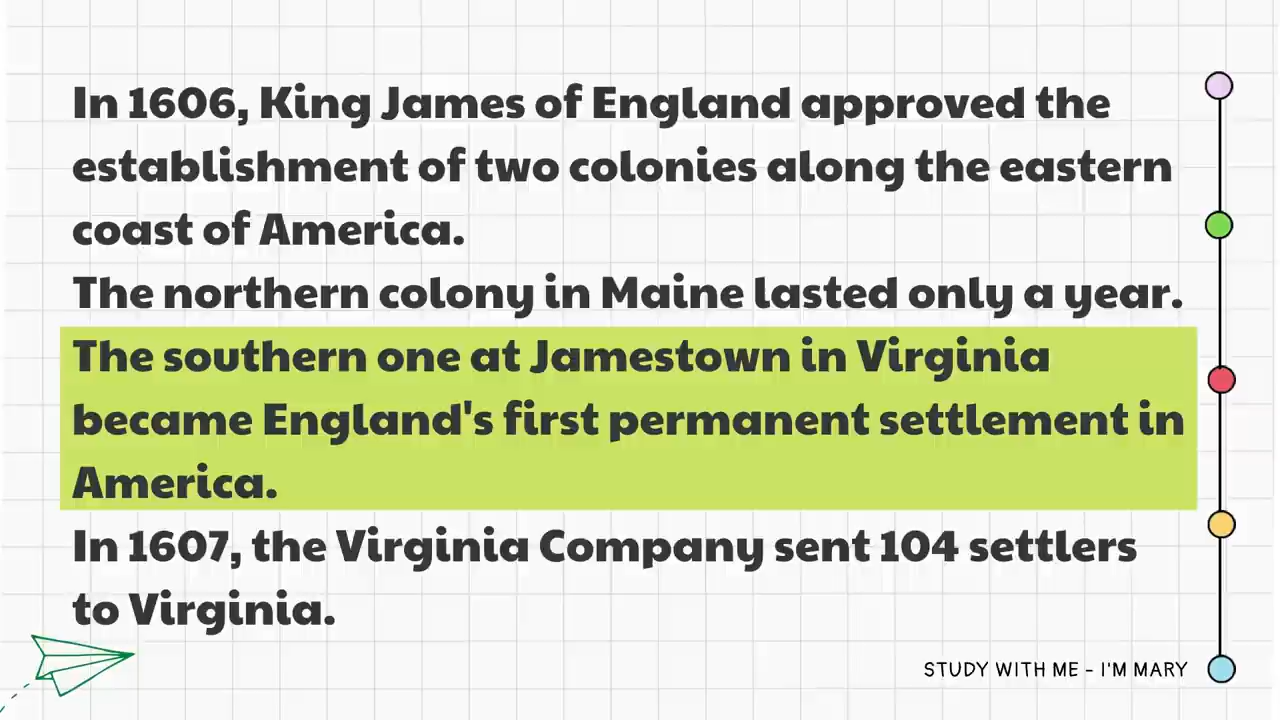 In 1606, King James of England approved the
establishment of two colonies along the eastern
coast of America.
The northern colony in Maine lasted only a year.
The southern one at Jamestown in Virginia
became England's first permanent settlement in
America.
In 1607, the Virginia Company sent 104 settlers
to Virginia.
STUDY WITH ME - I'M MARY